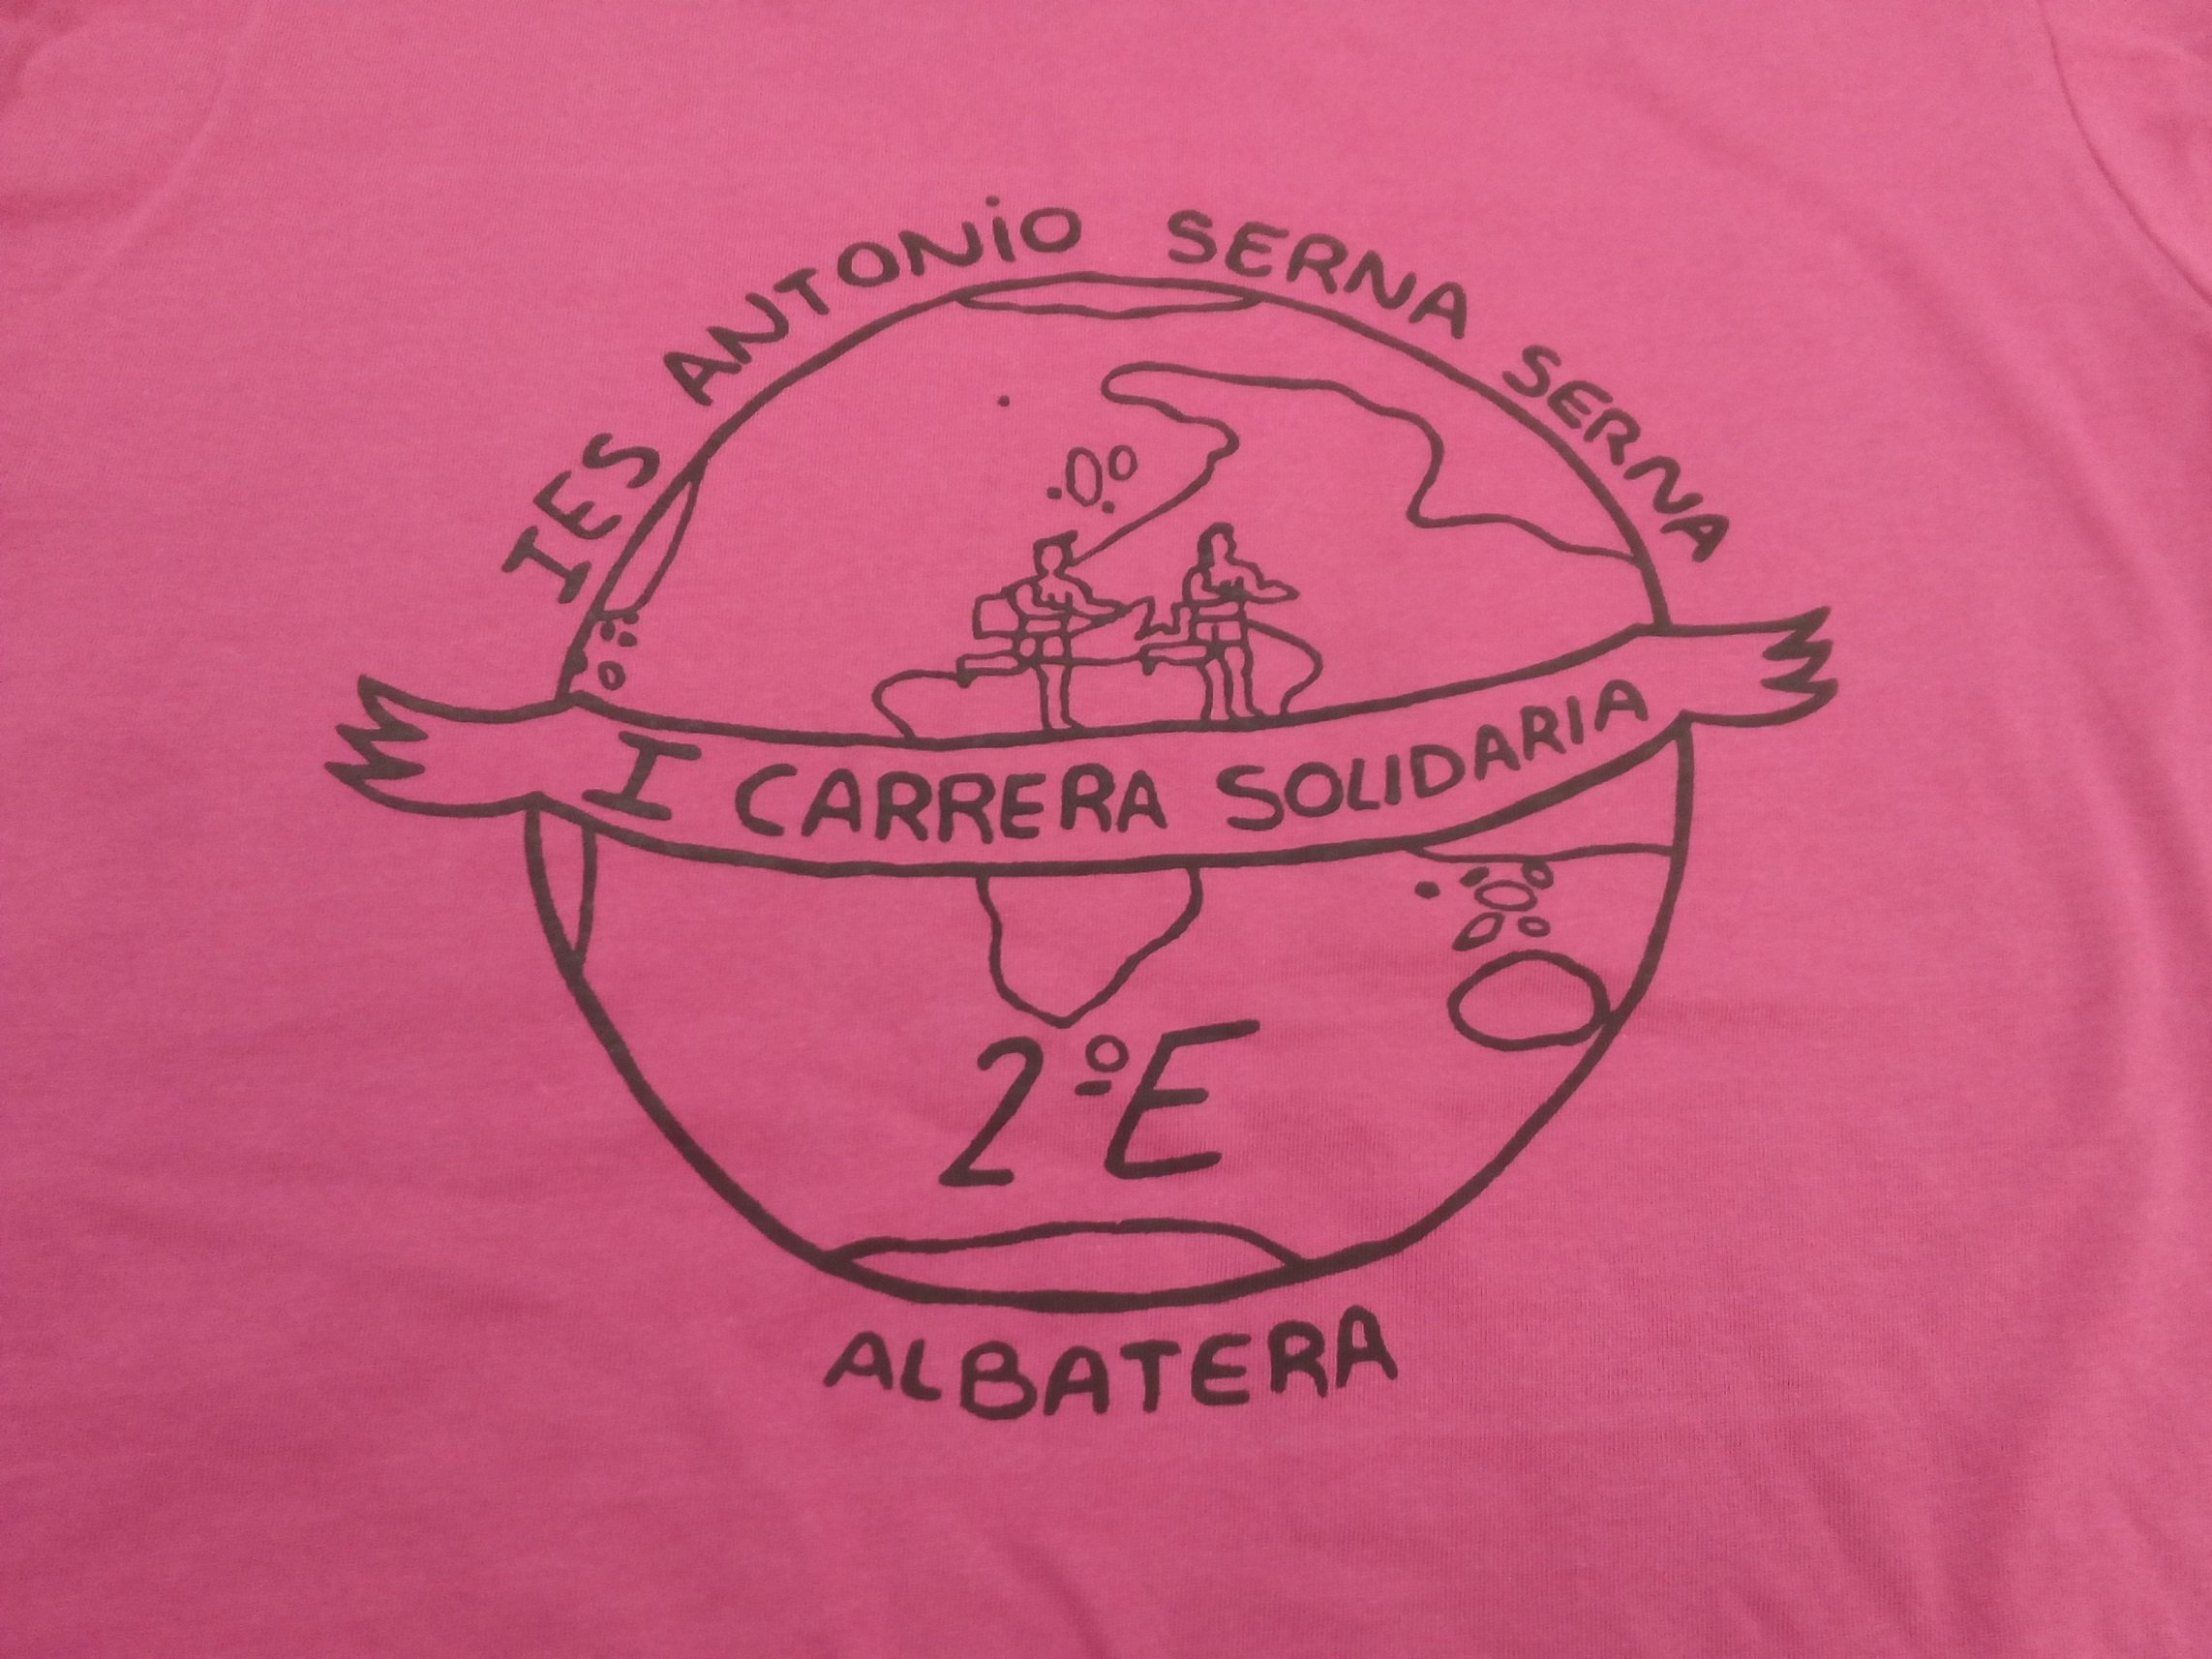 IES ANTONiO SERNA SERNA
I CARRERA SOLIDARIA
2ºE
ALBATERA